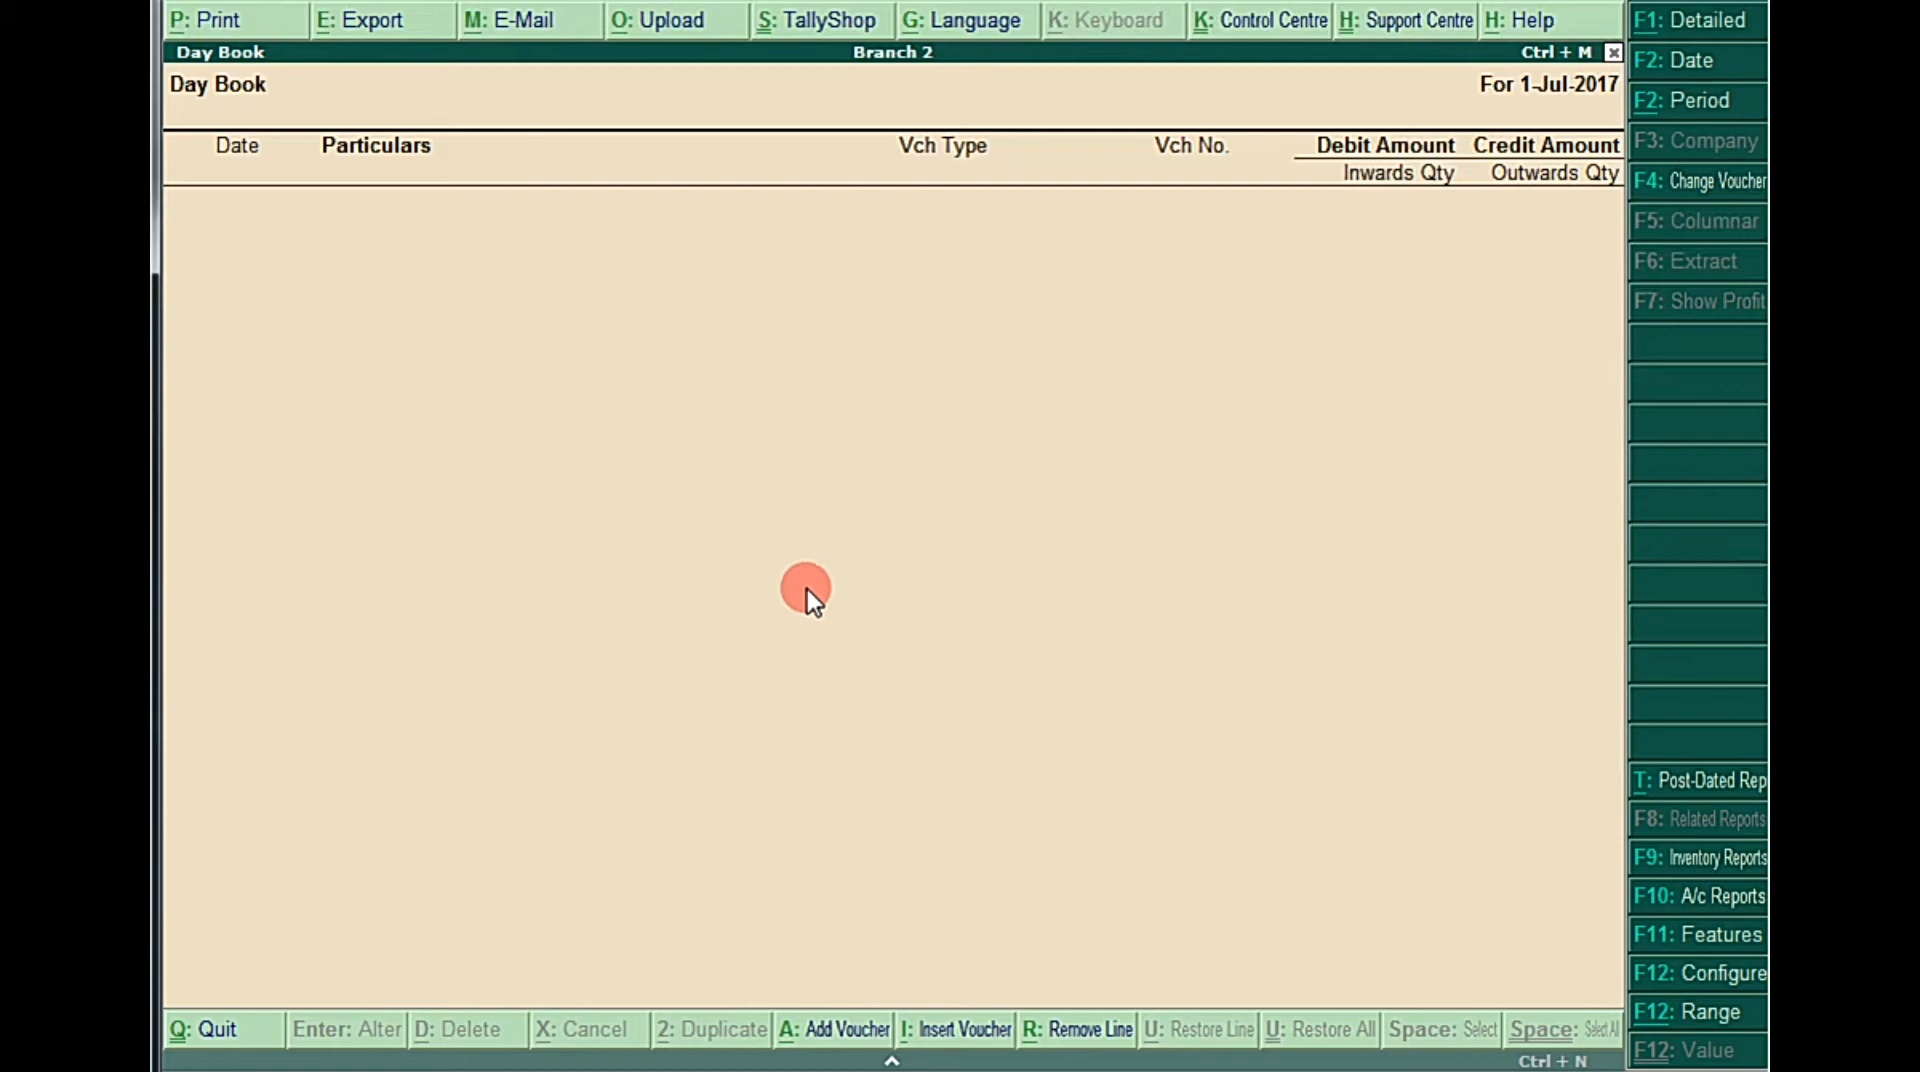 P: Print E: Export M: E-Mail O: Upload S: TallyShop G: Language K: Keyboard K: Control Centre H: Support Centre H: Help
Day Book Branch 2 Ctrl + M
Day Book For 1-Jul-2017
Date Particulars Vch Type Vch No. Debit Amount Credit Amount
Inwards Qty Outwards Qty
F1: Detailed
F2: Date
F2: Period
F3: Company
F4: Change Voucher
F5: Columnar
F6: Extract
F7: Show Profit
T: Post-Dated Rep
F8: Related Reports
F9: Inventory Reports
F10: A/c Reports
F11: Features
F12: Configure
F12: Range
F12: Value
Q: Quit Enter: Alter D: Delete X: Cancel 2: Duplicate A: Add Voucher I: Insert Voucher R: Remove Line U: Restore Line U: Restore All Space: Select Space: Select All
Ctrl + N